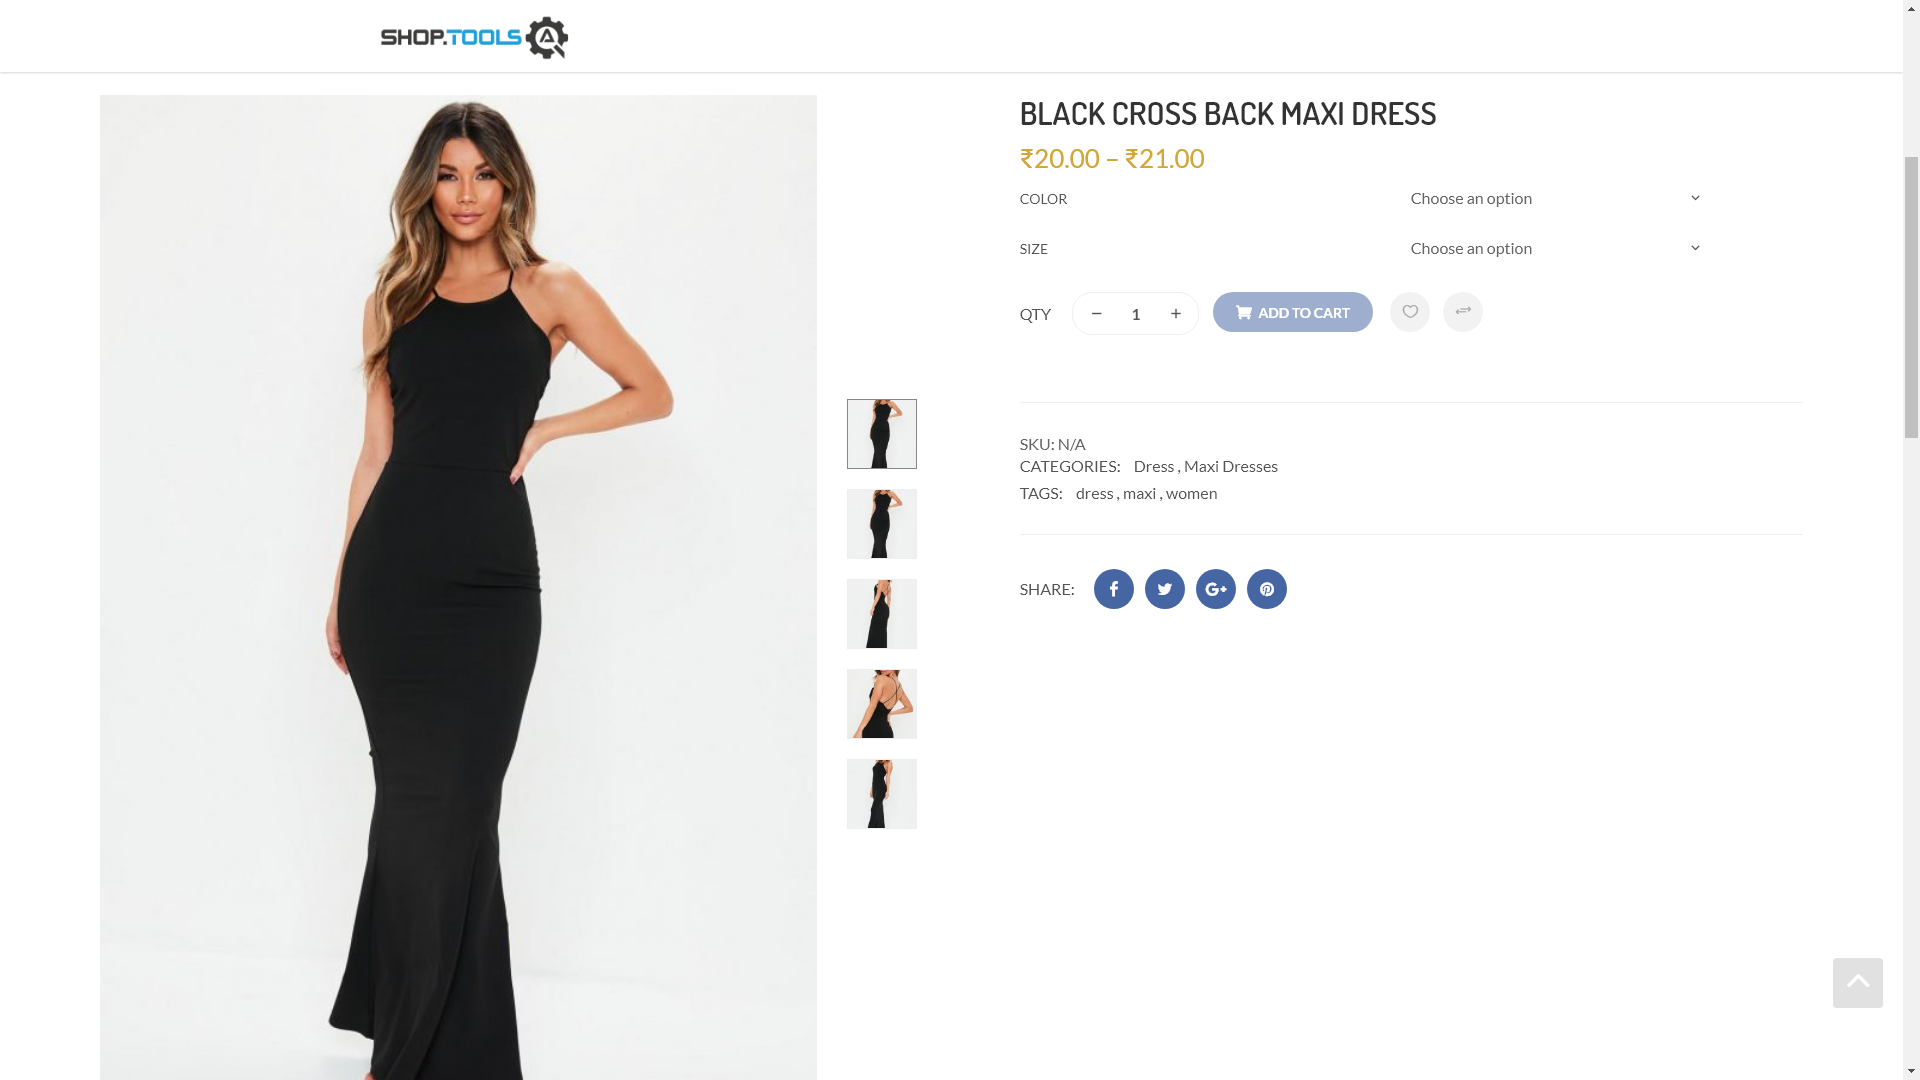 SHOP.TOOLS
BLACK CROSS BACK MAXI DRESS
₹20.00 – ₹21.00
COLOR Choose an option
SIZE Choose an option
QTY − 1 + ADD TO CART
SKU: N/A
CATEGORIES: Dress , Maxi Dresses
TAGS: dress , maxi , women
SHARE: